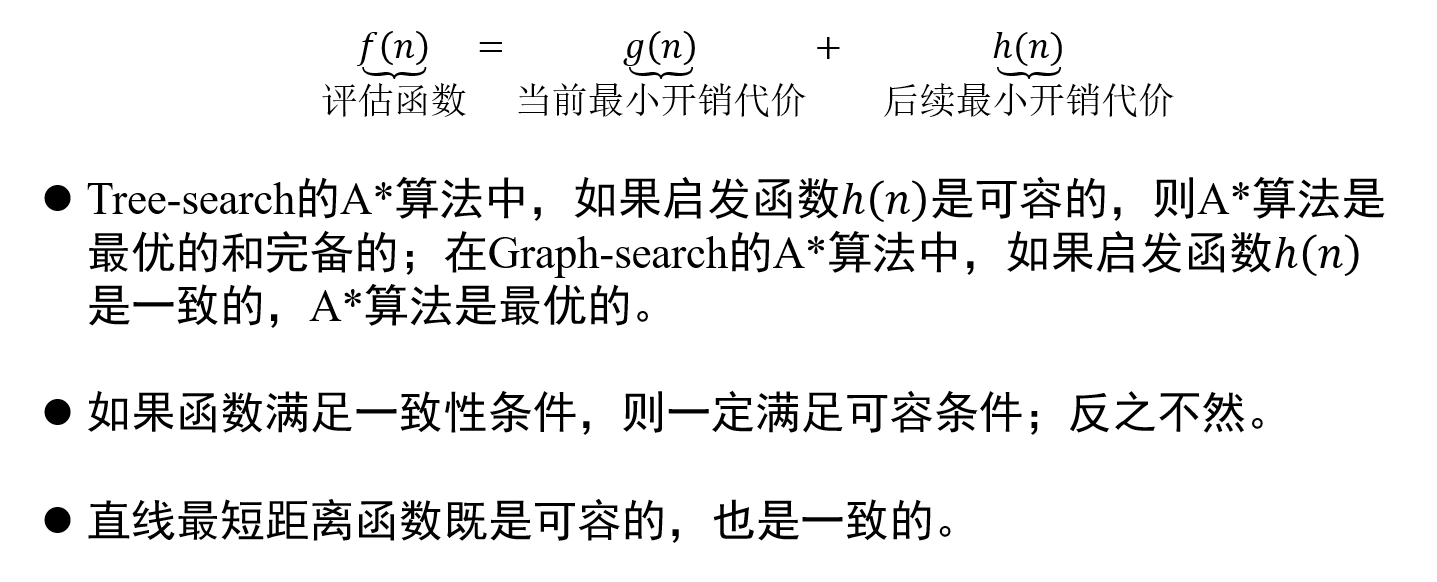 f(n) = g(n) + h(n)
评估函数 当前最小开销代价 后续最小开销代价
● Tree-search的A*算法中，如果启发函数h(n)是可容的，则A*算法是
最优的和完备的；在Graph-search的A*算法中，如果启发函数h(n)
是一致的，A*算法是最优的。
● 如果函数满足一致性条件，则一定满足可容条件；反之不然。
● 直线最短距离函数既是可容的，也是一致的。